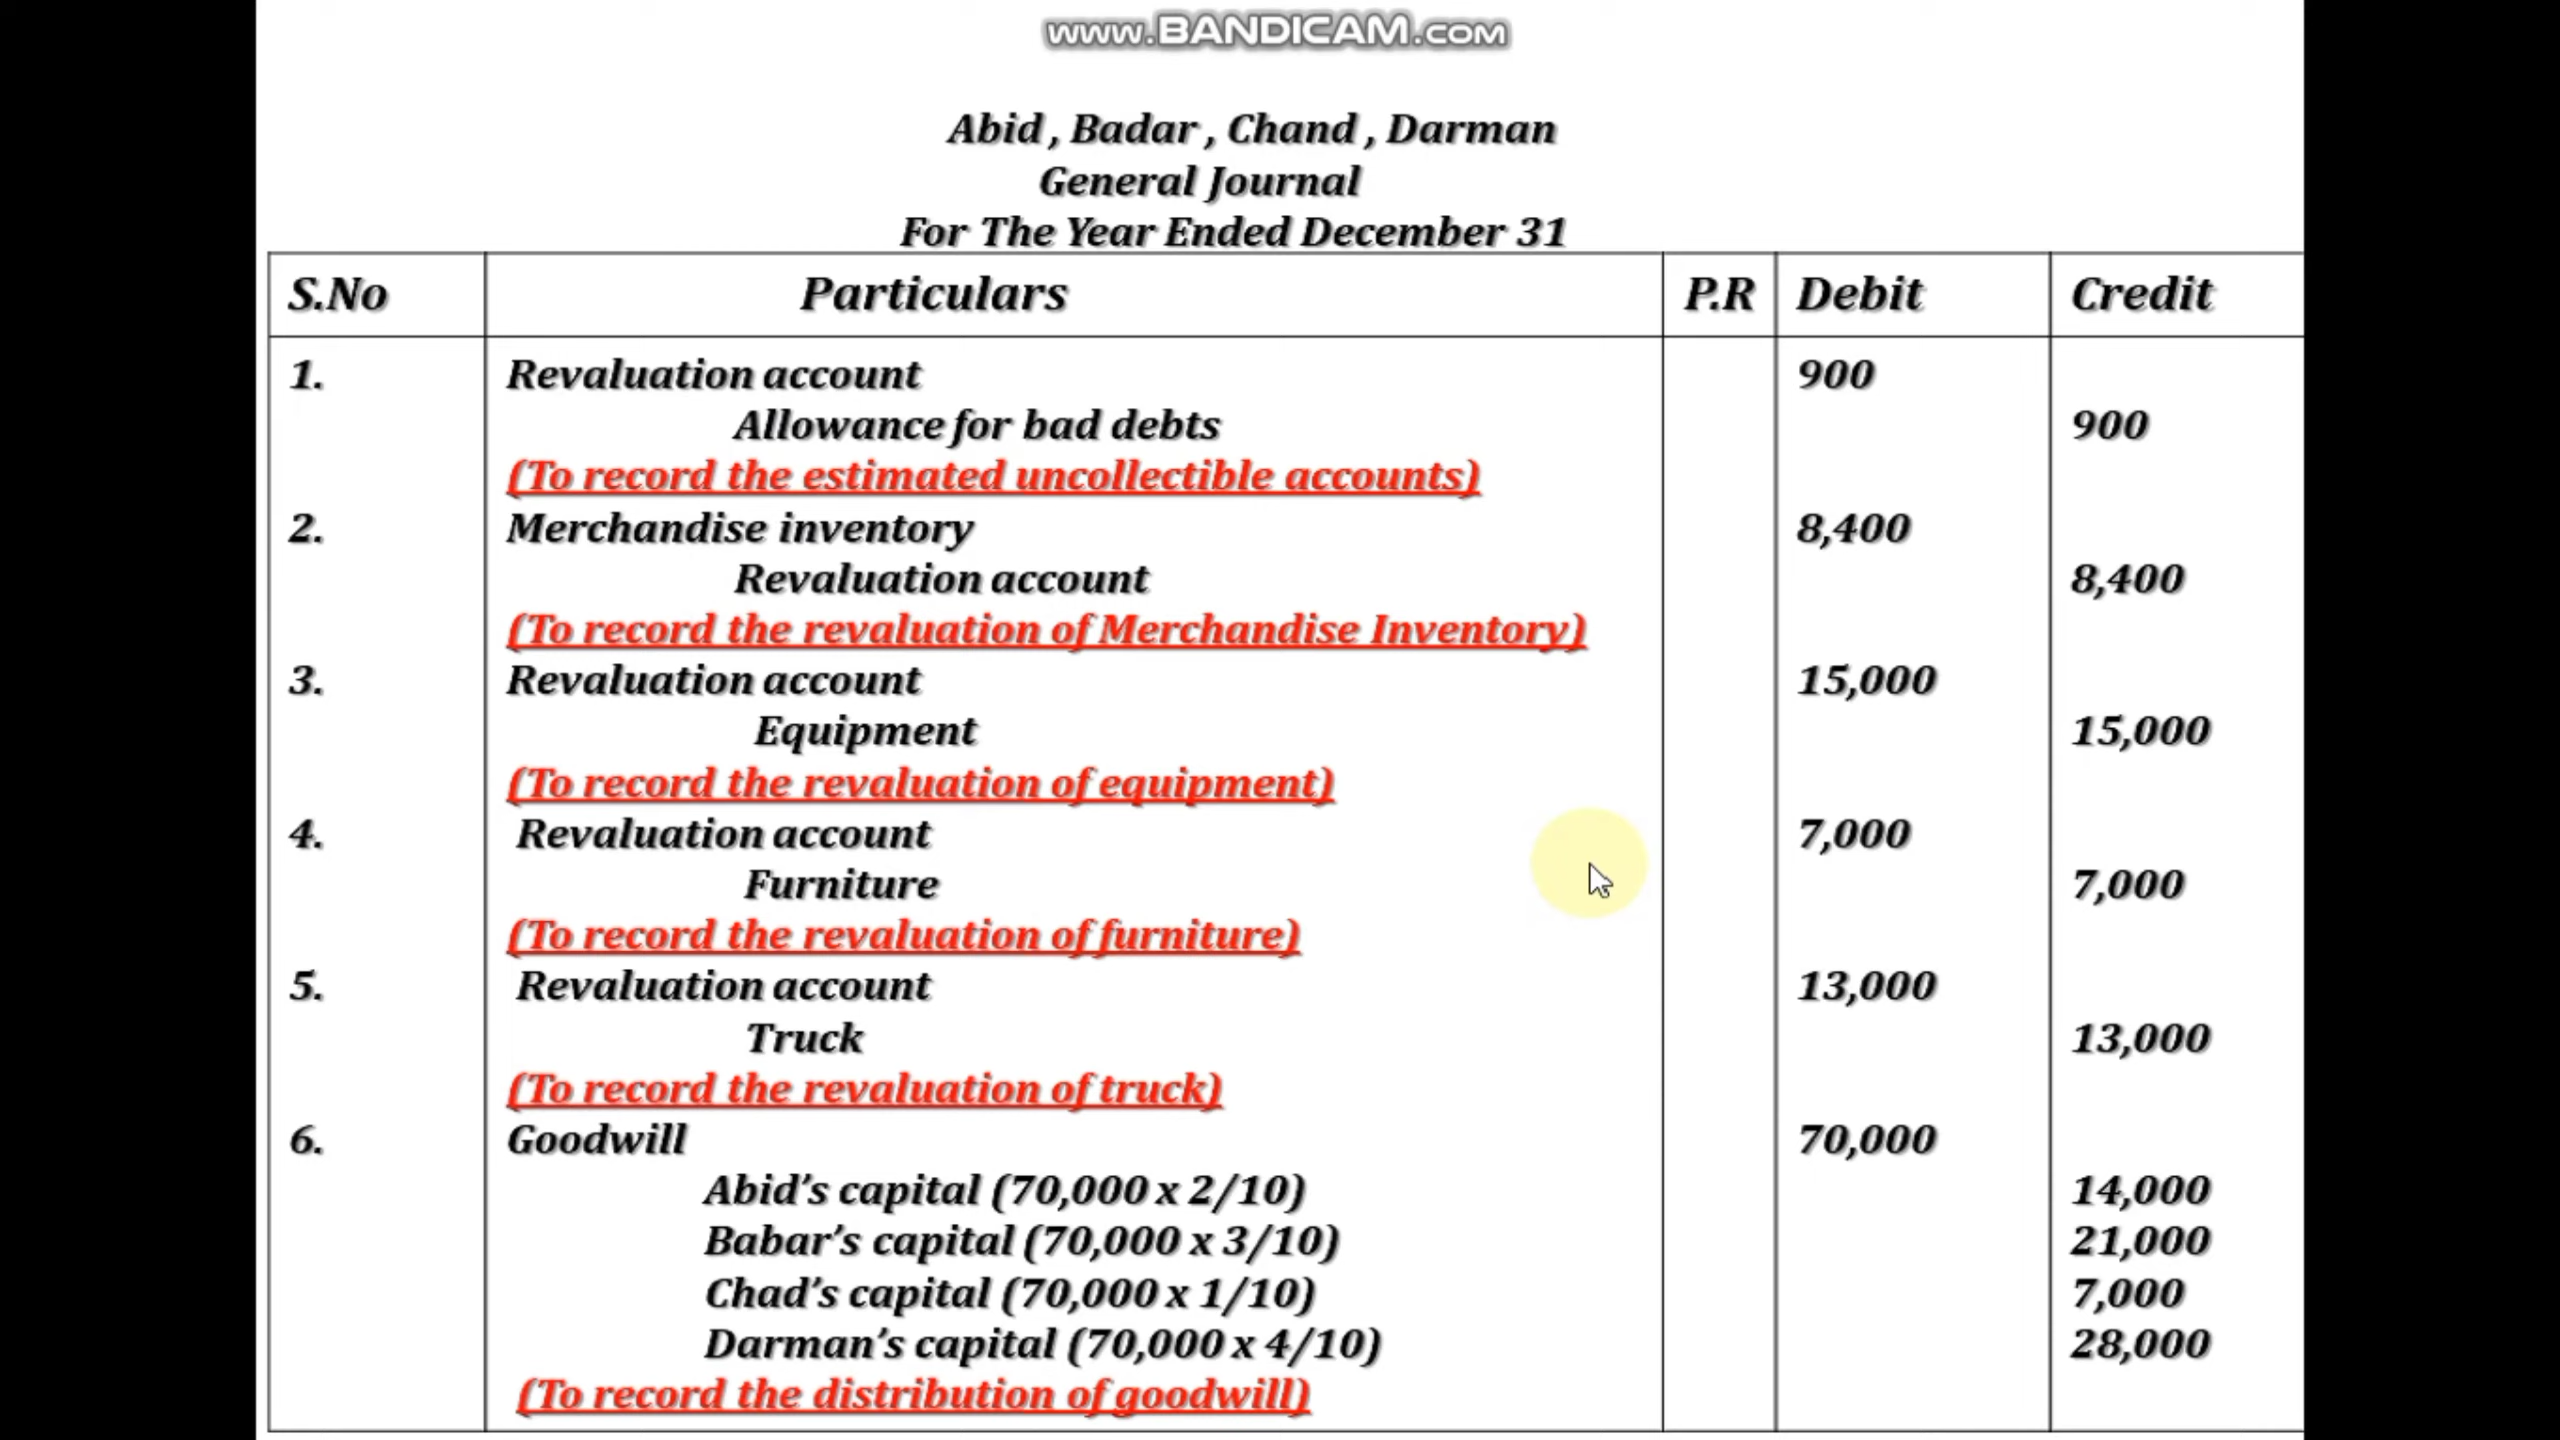 www.BANDICAM.com
Abid , Badar , Chand , Darman
General Journal
For The Year Ended December 31
S.No Particulars P.R Debit Credit
1. Revaluation account 900
Allowance for bad debts 900
(To record the estimated uncollectible accounts)
2. Merchandise inventory 8,400
Revaluation account 8,400
(To record the revaluation of Merchandise Inventory)
3. Revaluation account 15,000
Equipment 15,000
(To record the revaluation of equipment)
4. Revaluation account 7,000
Furniture 7,000
(To record the revaluation of furniture)
5. Revaluation account 13,000
Truck 13,000
(To record the revaluation of truck)
6. Goodwill 70,000
Abid’s capital (70,000 x 2/10) 14,000
Babar’s capital (70,000 x 3/10) 21,000
Chad’s capital (70,000 x 1/10) 7,000
Darman’s capital (70,000 x 4/10) 28,000
(To record the distribution of goodwill)